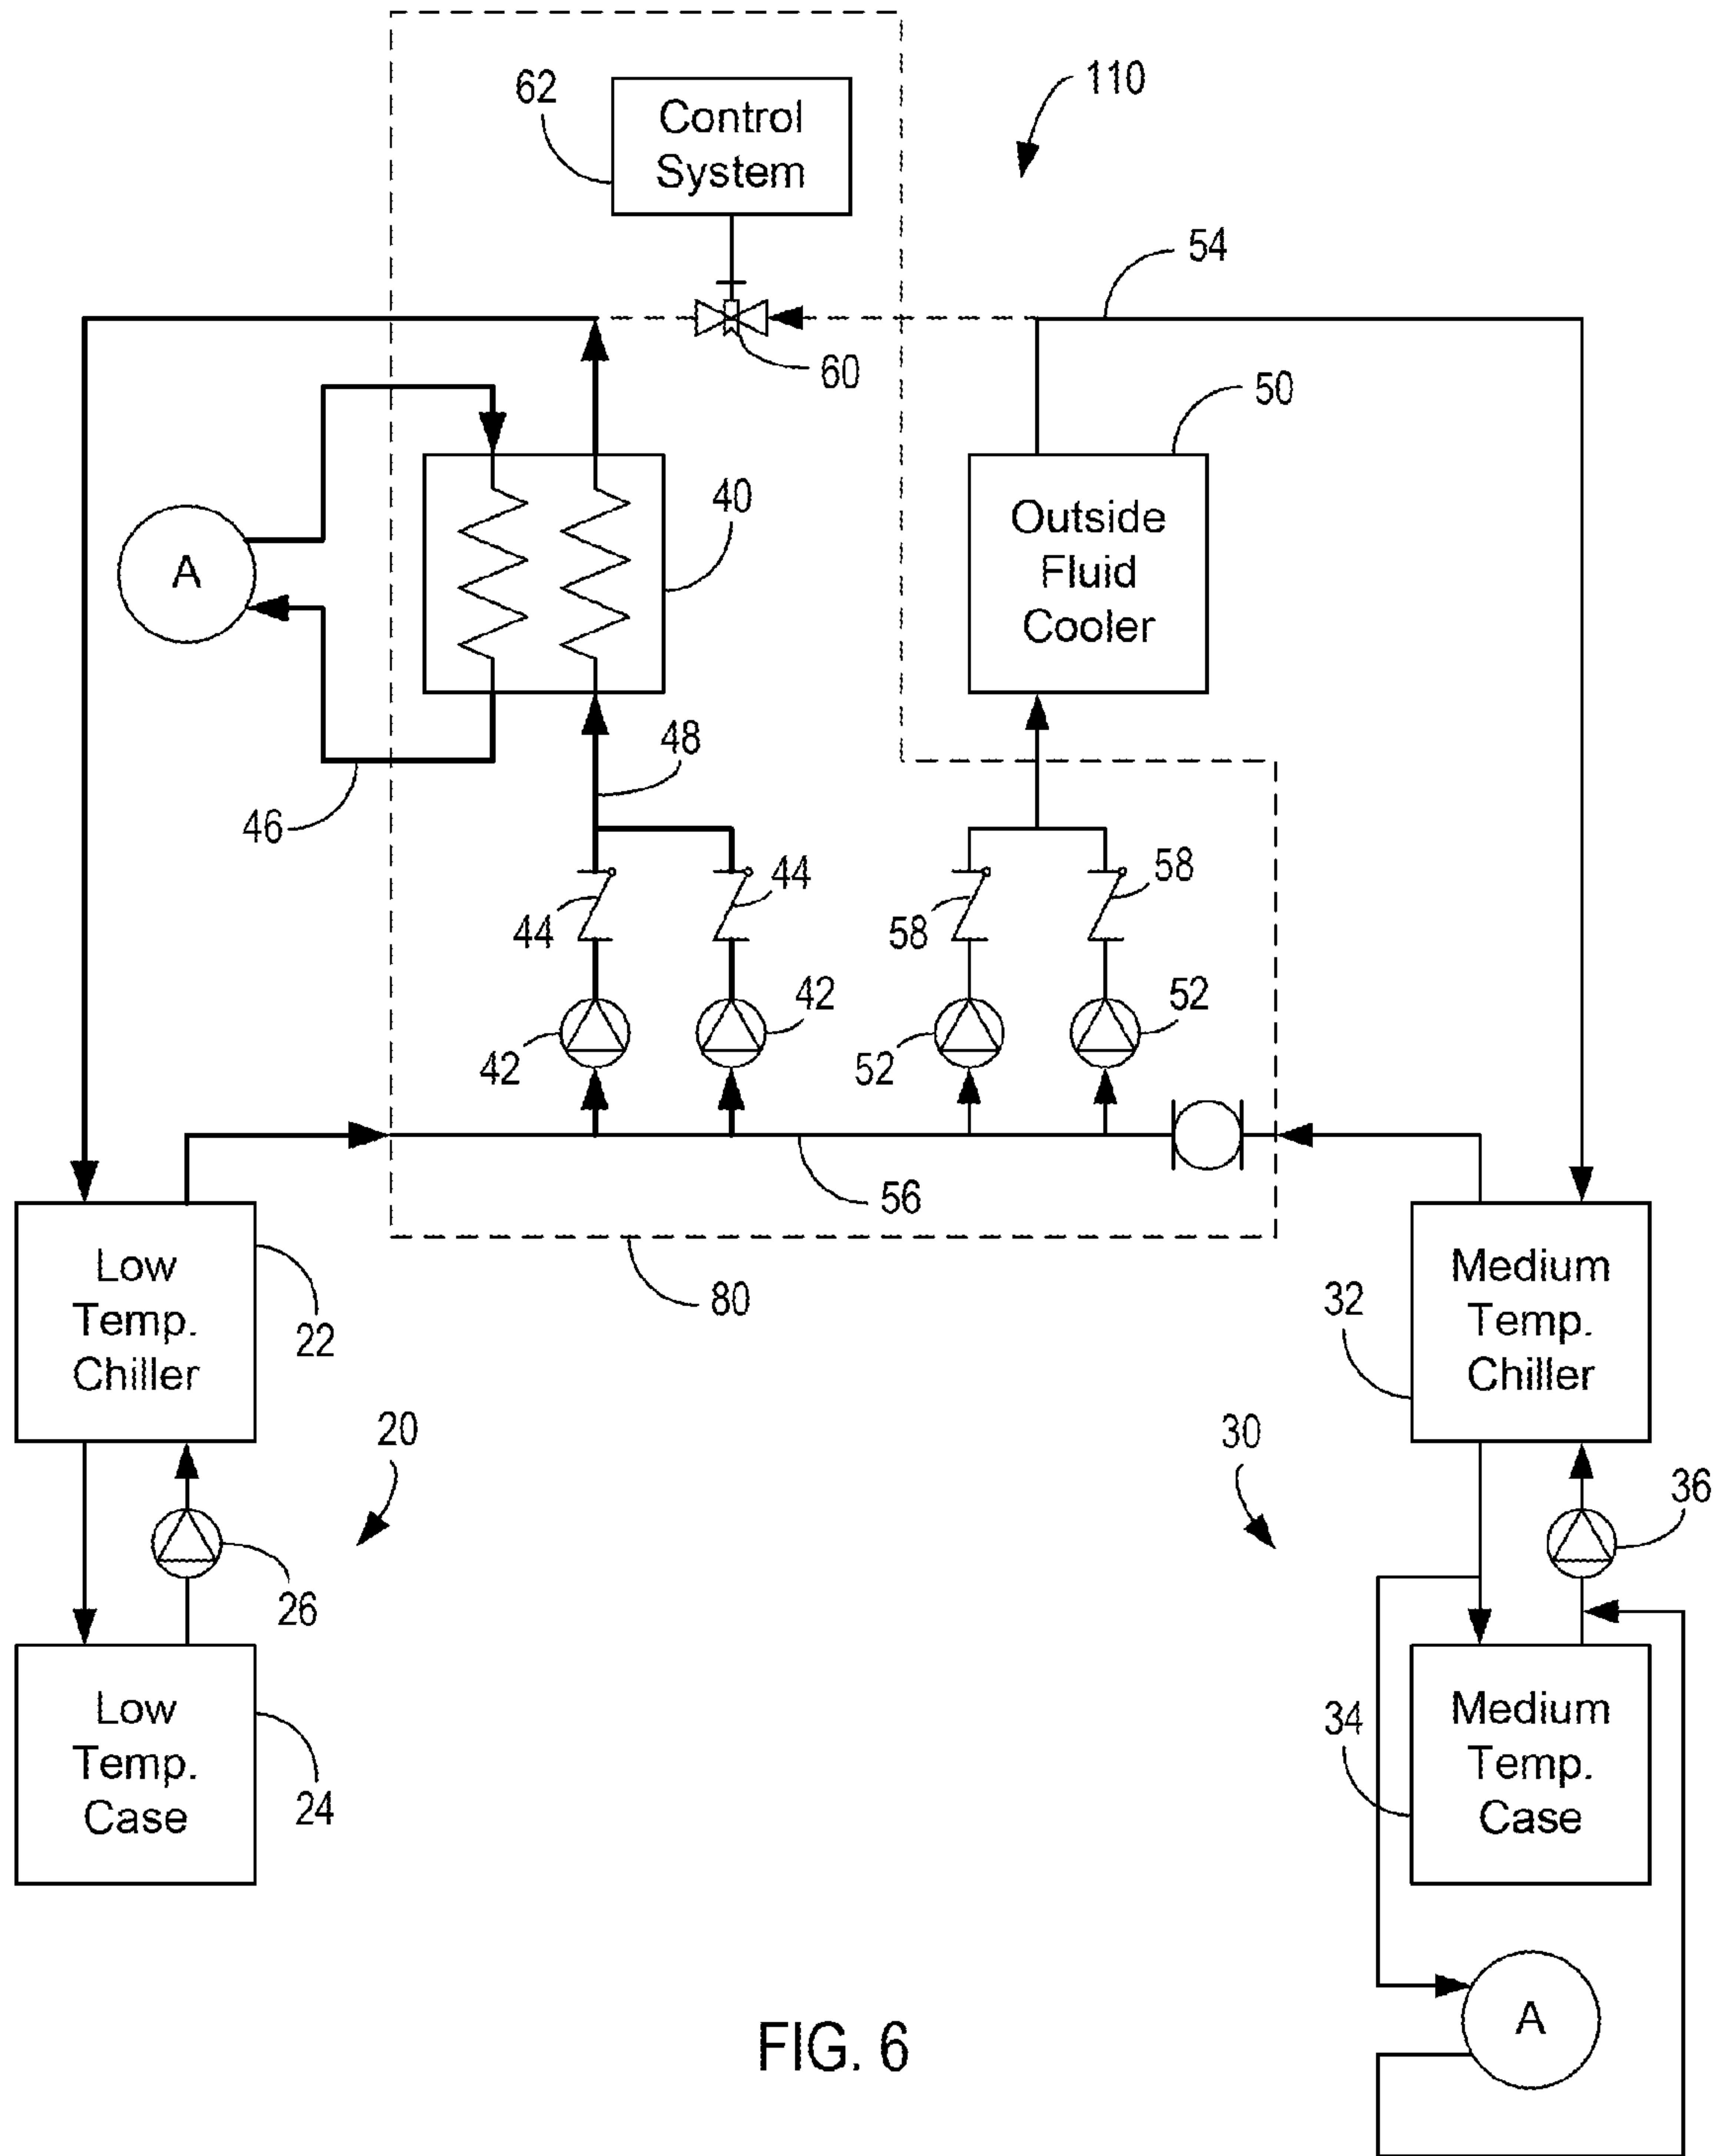 62
Control
System
110
54
60
50
40
Outside
Fluid
Cooler
A
48
46
44
44
58
58
42
42
52
52
56
80
Low
Temp.
Chiller
22
32
Medium
Temp.
Chiller
20
30
36
26
Low
Temp.
Case
24
34
Medium
Temp.
Case
A
FIG. 6